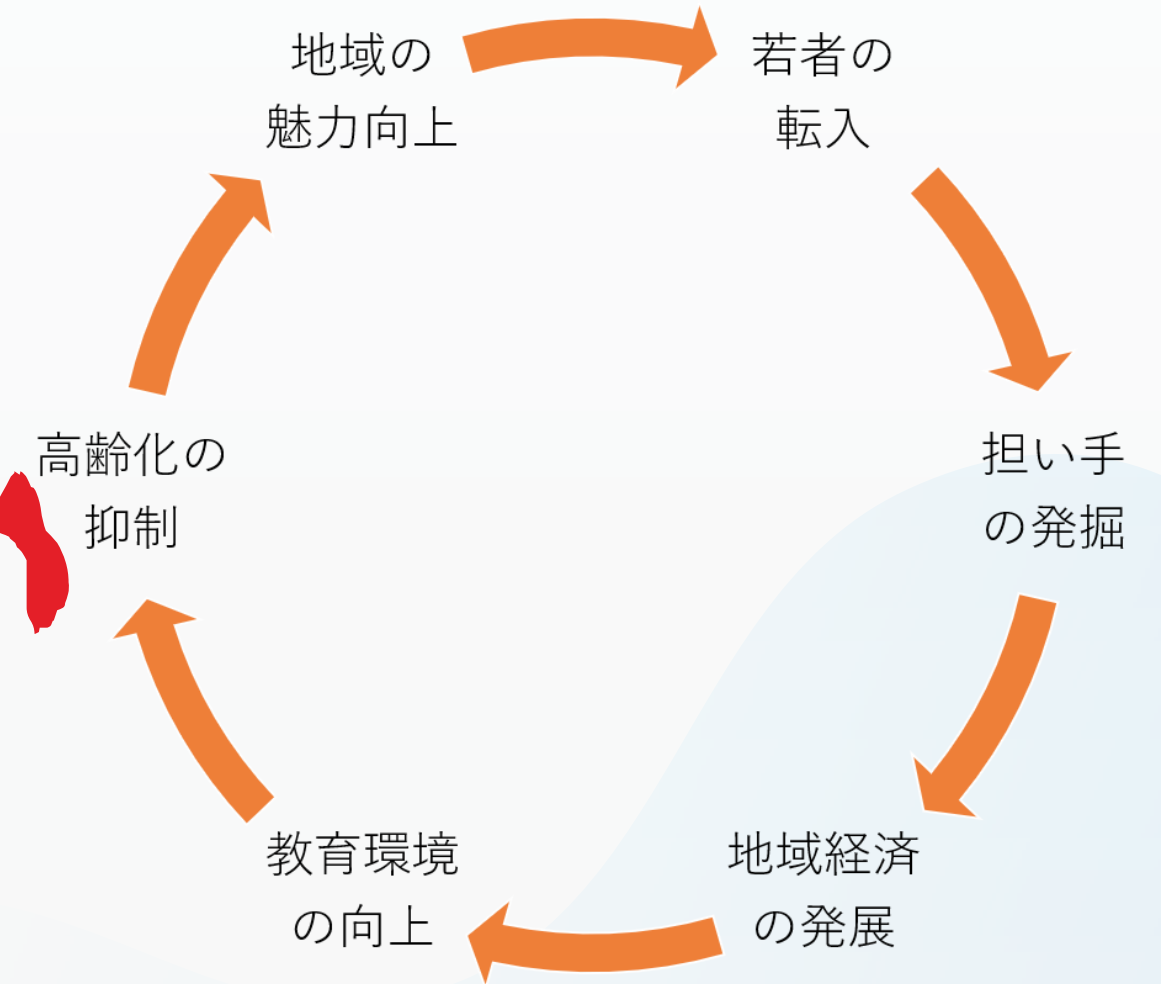 地域の
魅力向上
若者の
転入
担い手
の発掘
地域経済
の発展
教育環境
の向上
高齢化の
抑制